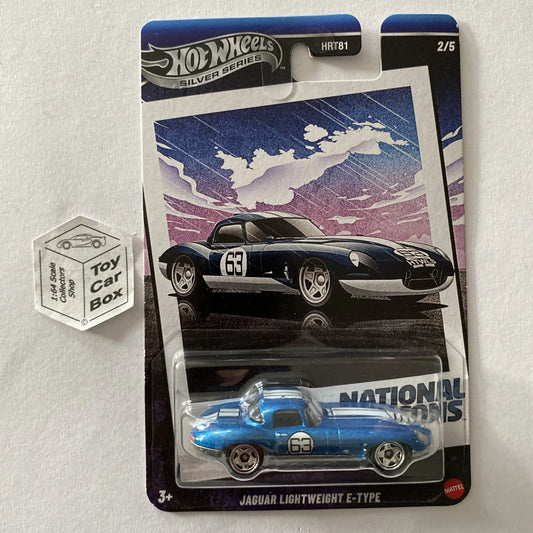 HOT WHEELS
SILVER SERIES
HRT81
2/5
63
63
1:64 Scale
Collectors
Shop
Toy
Car
Box
NATIONAL
63
3+
JAGUAR LIGHTWEIGHT E-TYPE
MATTEL